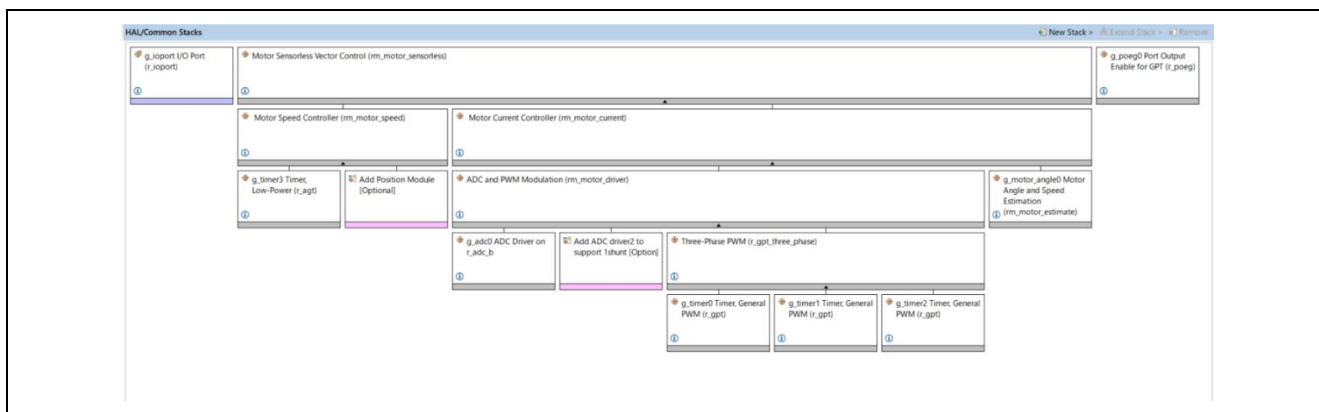 HAL/Common Stacks
New Stack > Extend Stack > Remove
g_ioport I/O Port
(r_ioport)
Motor Sensorless Vector Control (rm_motor_sensorless)
g_poeg0 Port Output
Enable for GPT (r_poeg)
Motor Speed Controller (rm_motor_speed)
Motor Current Controller (rm_motor_current)
g_timer3 Timer,
Low-Power (r_agt)
Add Position Module
[Optional]
ADC and PWM Modulation (rm_motor_driver)
g_motor_angle0 Motor
Angle and Speed
Estimation
(rm_motor_estimate)
g_adc0 ADC Driver on
r_adc_b
Add ADC driver2 to
support 1shunt [Option]
Three-Phase PWM (r_gpt_three_phase)
g_timer0 Timer, General
PWM (r_gpt)
g_timer1 Timer, General
PWM (r_gpt)
g_timer2 Timer, General
PWM (r_gpt)